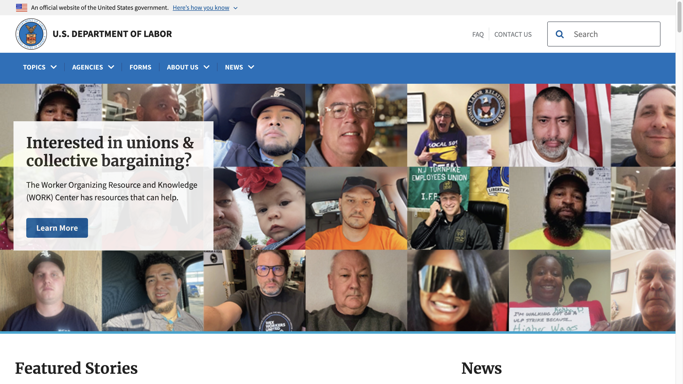 An official website of the United States government. Here's how you know
U.S. DEPARTMENT OF LABOR
FAQ CONTACT US
Search
TOPICS AGENCIES FORMS ABOUT US NEWS
Interested in unions &
collective bargaining?
The Worker Organizing Resource and Knowledge
(WORK) Center has resources that can help.
Learn More
NJ TURNPIKE
EMPLOYEES UNION
I'M WALKING OUT ON A
ULP STRIKE BECAUSE...
Higher Wages
Featured Stories
News